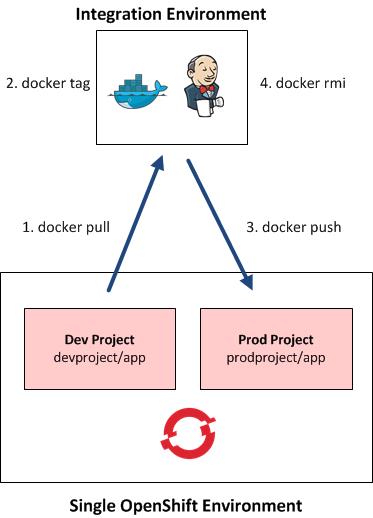 Integration Environment
2. docker tag
4. docker rmi
1. docker pull
3. docker push
Dev Project
devproject/app
Prod Project
prodproject/app
Single OpenShift Environment